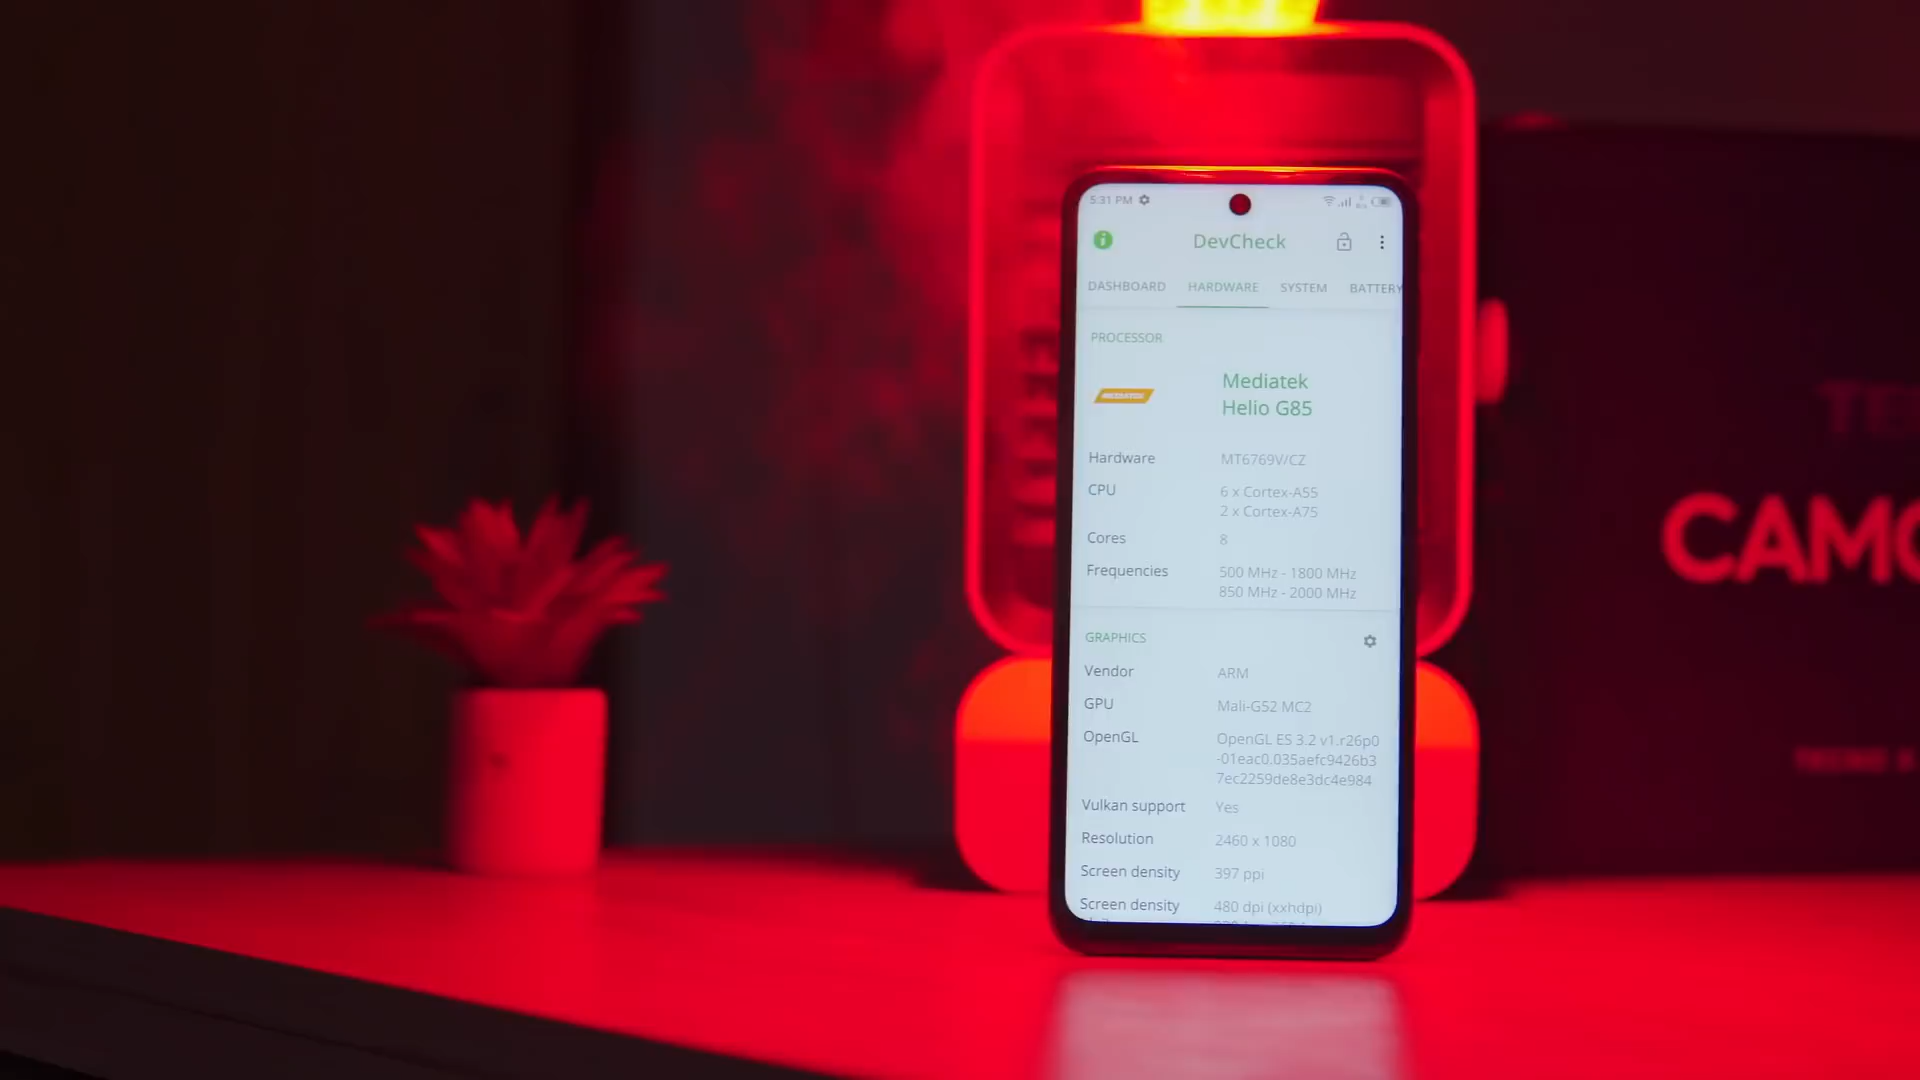 5:31 PM
DevCheck
DASHBOARD HARDWARE SYSTEM BATTERY
PROCESSOR
MEDIATEK
Mediatek
Helio G85
Hardware MT6769V/CZ
CPU 6 x Cortex-A55
2 x Cortex-A75
Cores 8
Frequencies 500 MHz - 1800 MHz
850 MHz - 2000 MHz
GRAPHICS
Vendor ARM
GPU Mali-G52 MC2
OpenGL OpenGL ES 3.2 v1.r26p0
-01eac0.035aefc9426b3
7ec2259de8e3dc4e984
Vulkan support Yes
Resolution 2460 x 1080
Screen density 397 ppi
Screen density 480 dpi (xxhdpi)
TE
CAMO